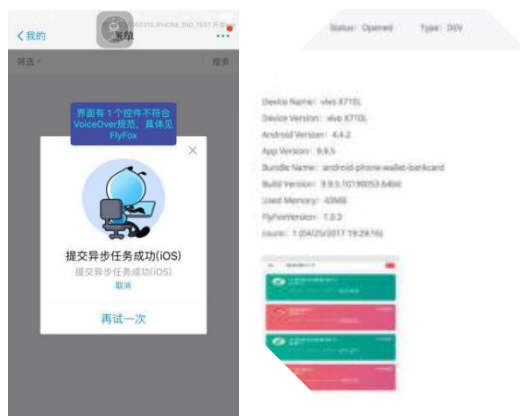 我的
账单
筛选
搜索
界面有 1 个控件不符合
VoiceOver规范，具体见
FlyFox
提交异步任务成功(iOS)
提交异步任务成功(iOS)
取消
再试一次
Status: Opened Type: DEV
Device Name: vivo X710L
Device Version: vivo X710L
Android Version: 4.4.2
App Version: 9.9.5
Bundle Name: android-phone-wallet-bankcard
Build Version: 9.9.5.10190053.6466
Used Memory: 43MB
FlyFoxVersion: 1.0.3
count: 1 (04/25/2017 19:29:16)